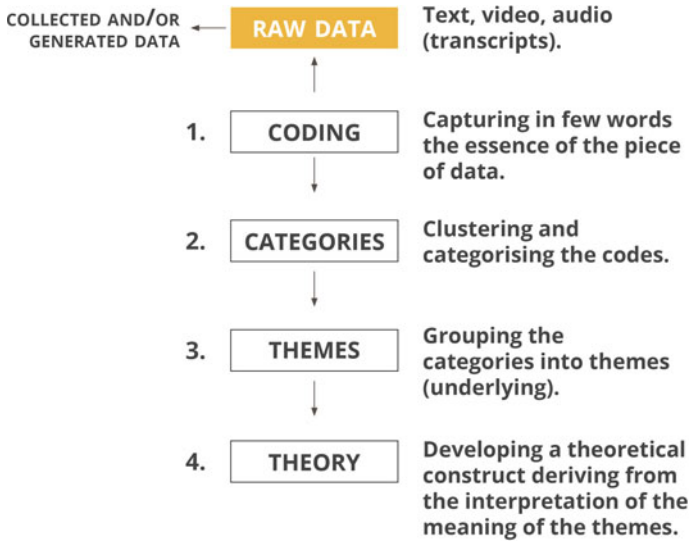 COLLECTED AND/OR
GENERATED DATA
RAW DATA
Text, video, audio
(transcripts).
1.
CODING
Capturing in few words
the essence of the piece
of data.
2.
CATEGORIES
Clustering and
categorising the codes.
3.
THEMES
Grouping the
categories into themes
(underlying).
4.
THEORY
Developing a theoretical
construct deriving from
the interpretation of the
meaning of the themes.